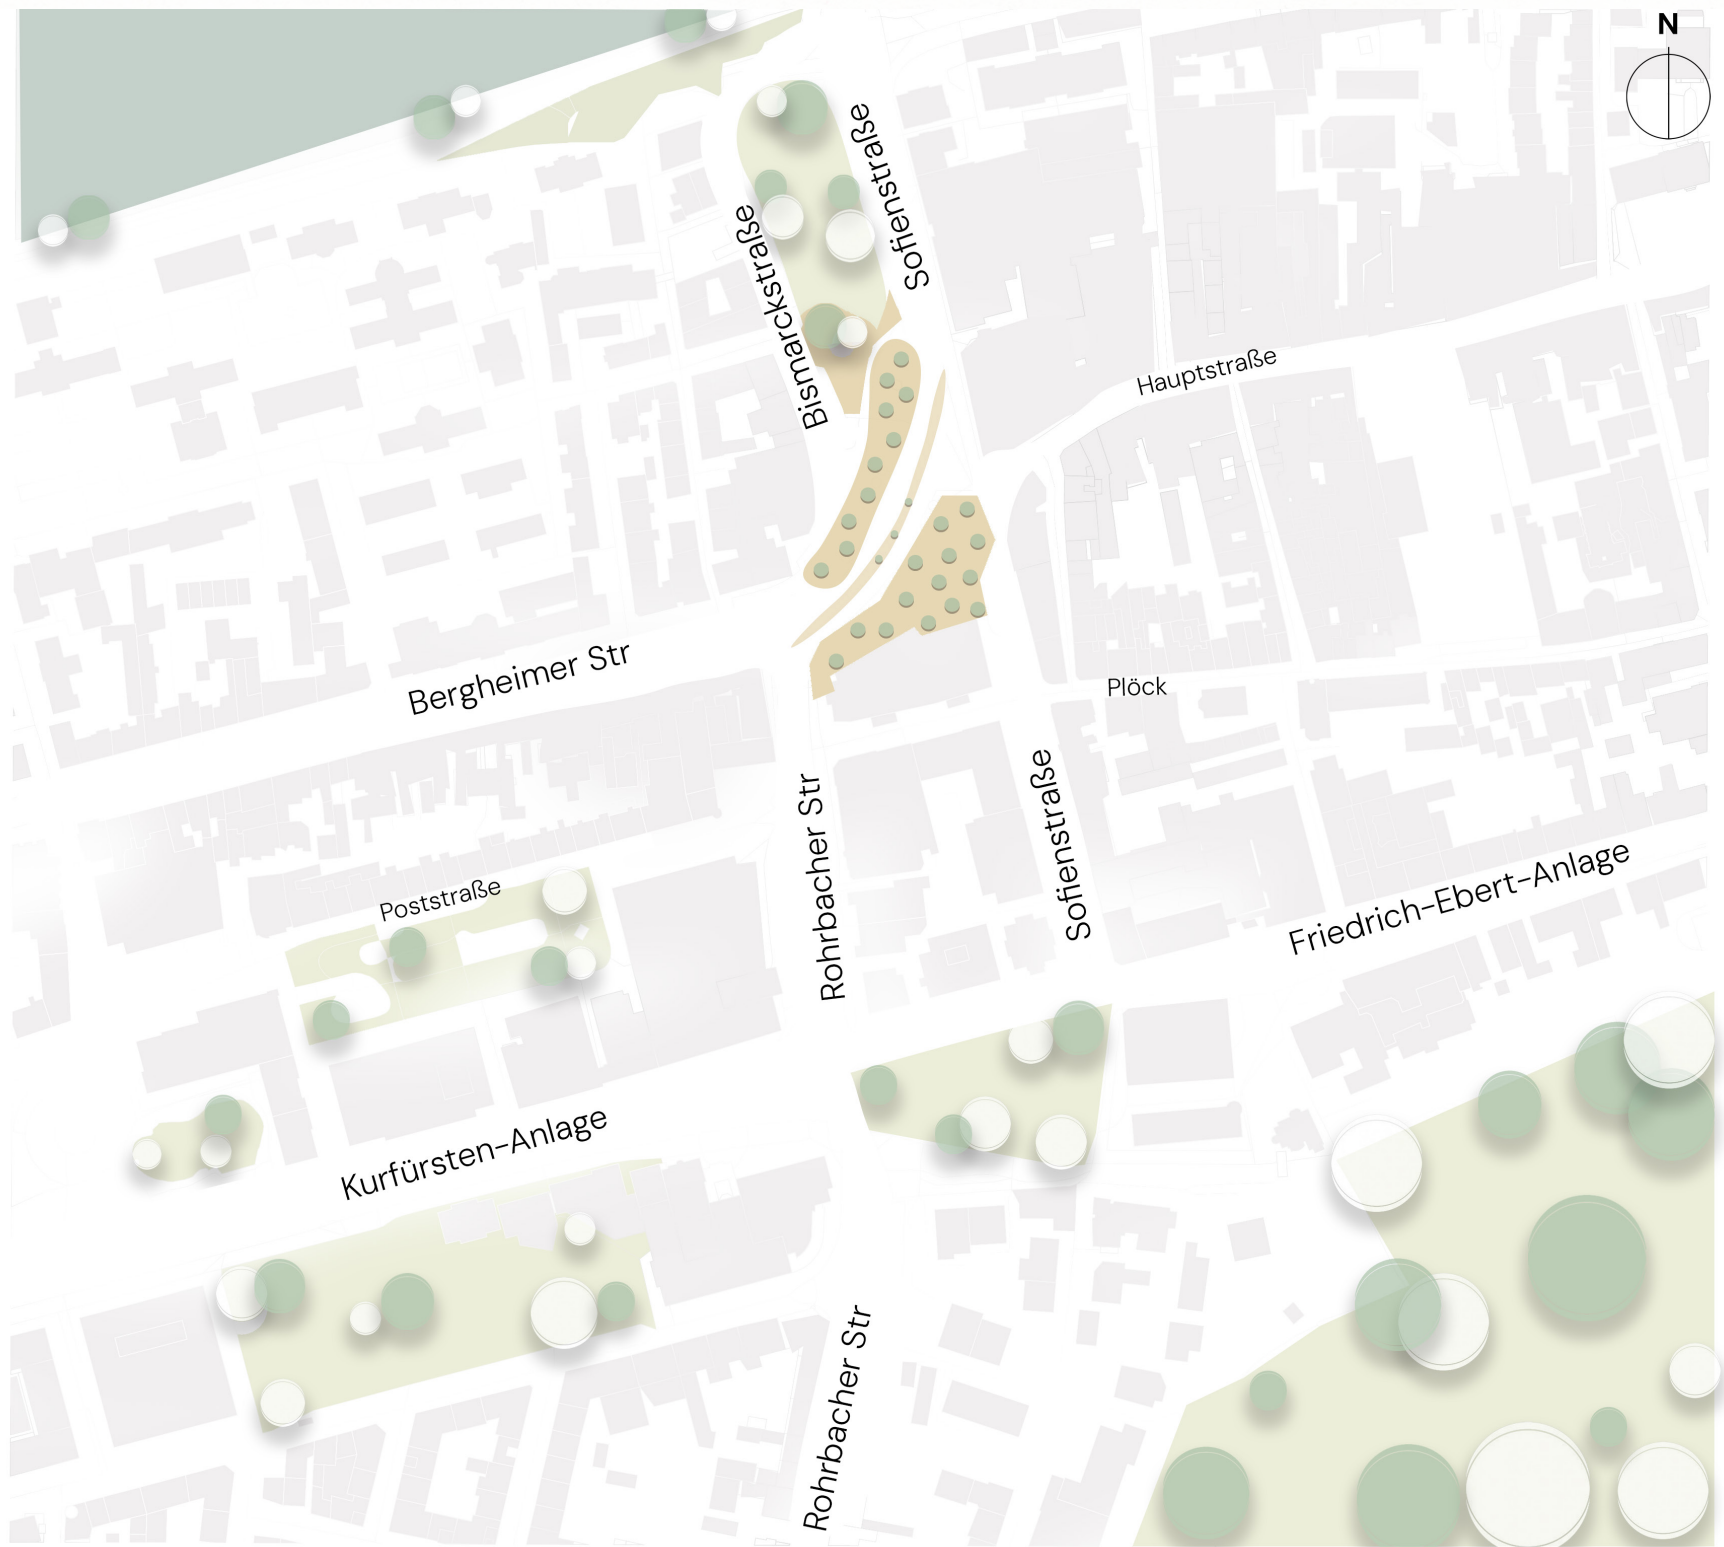 N
Sofienstraße
Bismarckstraße
Hauptstraße
Bergheimer Str
Plöck
Rohrbacher Str
Sofienstraße
Poststraße
Friedrich-Ebert-Anlage
Kurfürsten-Anlage
Rohrbacher Str